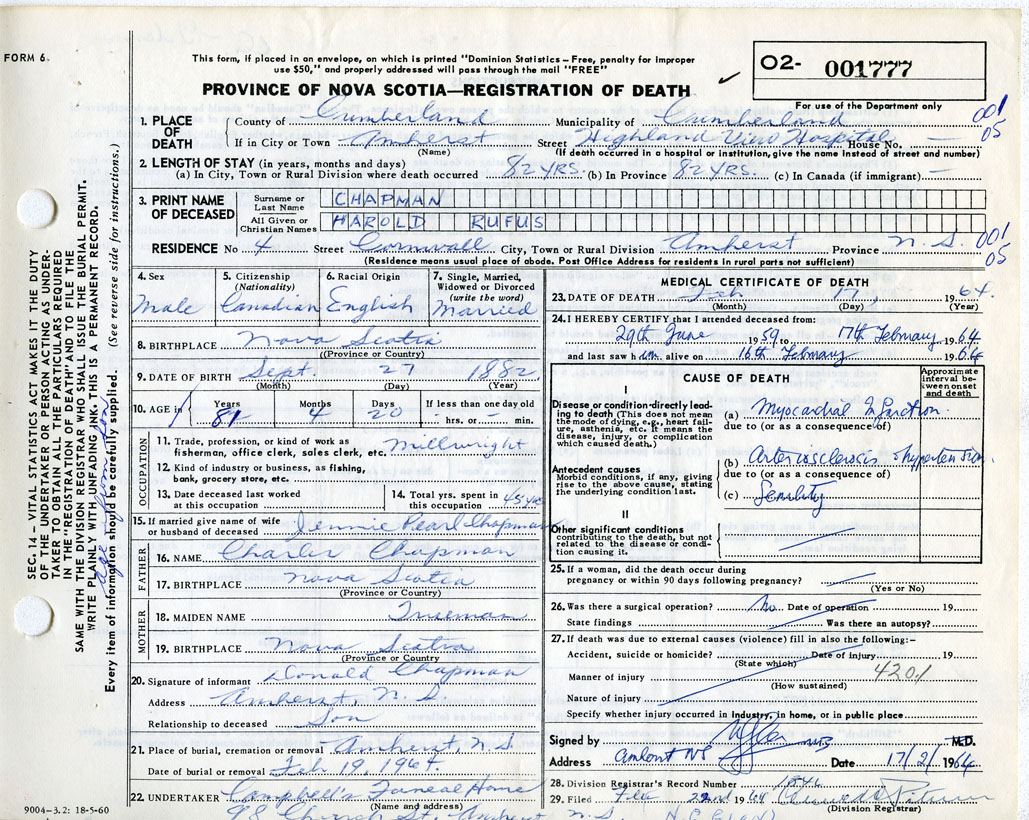 FORM 6.
This form, if placed in an envelope, on which is printed "Dominion Statistics – Free, penalty for improper
use $50," and properly addressed will pass through the mail "FREE"
O2- 001777
PROVINCE OF NOVA SCOTIA—REGISTRATION OF DEATH
For use of the Department only
001
05
1. PLACE OF DEATH
County of Cumberland Municipality of Cumberland
If in City or Town Amherst Street Highland View Hospital House No. —
(Name) (If death occurred in a hospital or institution, give the name instead of street and number)
2. LENGTH OF STAY (in years, months and days)
(a) In City, Town or Rural Division where death occurred 82 yrs. (b) In Province 82 yrs. (c) In Canada (if immigrant) —
3. PRINT NAME OF DECEASED
Surname or Last Name CHAPMAN
All Given or Christian Names HAROLD RUFUS
RESIDENCE No 4 Street Cornwall City, Town or Rural Division Amherst Province N.S. 001
05
(Residence means usual place of abode. Post Office Address for residents in rural parts not sufficient)
4. Sex Male
5. Citizenship (Nationality) Canadian
6. Racial Origin English
7. Single, Married, Widowed or Divorced (write the word) Married
8. BIRTHPLACE Nova Scotia
(Province or Country)
9. DATE OF BIRTH Sept. 27 1882
(Month) (Day) (Year)
10. AGE in Years 81 Months 4 Days 20 If less than one day old — hrs. or — min.
OCCUPATION
11. Trade, profession, or kind of work as
fisherman, office clerk, sales clerk, etc. Millwright
12. Kind of industry or business, as fishing,
bank, grocery store, etc.
13. Date deceased last worked
at this occupation
14. Total yrs. spent in
this occupation 45 yrs
15. If married give name of wife
or husband of deceased Jennie Pearl Chapman
FATHER
16. NAME Charles Chapman
17. BIRTHPLACE Nova Scotia
(Province or Country)
MOTHER
18. MAIDEN NAME Trueman
19. BIRTHPLACE Nova Scotia
(Province or Country)
20. Signature of informant Donald Chapman
Address Amherst, N.S.
Relationship to deceased Son
21. Place of burial, cremation or removal Amherst, N.S.
Date of burial or removal Feb 19, 1964.
22. UNDERTAKER Campbell's Funeral Home
(Name and address)
98 Church St. Amherst N.S.
MEDICAL CERTIFICATE OF DEATH
23. DATE OF DEATH Feb 17, 1964.
(Month) (Day) (Year)
24. I HEREBY CERTIFY that I attended deceased from:
29th June 1959 to 17th February 1964
and last saw h im alive on 16th February 1964
CAUSE OF DEATH
Approximate interval between onset and death
I
Disease or condition directly leading to death (This does not mean the mode of dying, e.g., heart failure, asthenia, etc. It means the disease, injury, or complication which caused death.)
(a) Myocardial Infarction
due to (or as a consequence of)
Antecedent causes
Morbid conditions, if any, giving rise to the above cause, stating the underlying condition last.
(b) Arteriosclerosis Hypertension
due to (or as a consequence of)
(c) Senility
II
Other significant conditions
contributing to the death, but not related to the disease or condition causing it.
25. If a woman, did the death occur during
pregnancy or within 90 days following pregnancy?
(Yes or No)
26. Was there a surgical operation? No Date of operation 19
State findings Was there an autopsy?
27. If death was due to external causes (violence) fill in also the following:–
Accident, suicide or homicide? Date of injury 19
(State which)
Manner of injury 4201
(How sustained)
Nature of injury
Specify whether injury occurred in industry, in home, or in public place
Signed by M.D.
Address Date 17/2/1964
28. Division Registrar's Record Number 1546
29. Filed Feb 22nd 1964
(Division Registrar)
SEC. 14 – VITAL STATISTICS ACT MAKES IT THE DUTY
OF THE UNDERTAKER OR PERSON ACTING AS UNDER-
TAKER TO OBTAIN THE PARTICULARS REQUIRED
IN THE "REGISTRATION OF DEATH" AND TO FILE THE
SAME WITH THE DIVISION REGISTRAR WHO SHALL ISSUE THE BURIAL PERMIT.
WRITE PLAINLY WITH UNFADING INK. THIS IS A PERMANENT RECORD.
Every item of information should be carefully supplied. (See reverse side for instructions.)
9004–3.2: 18-5-60